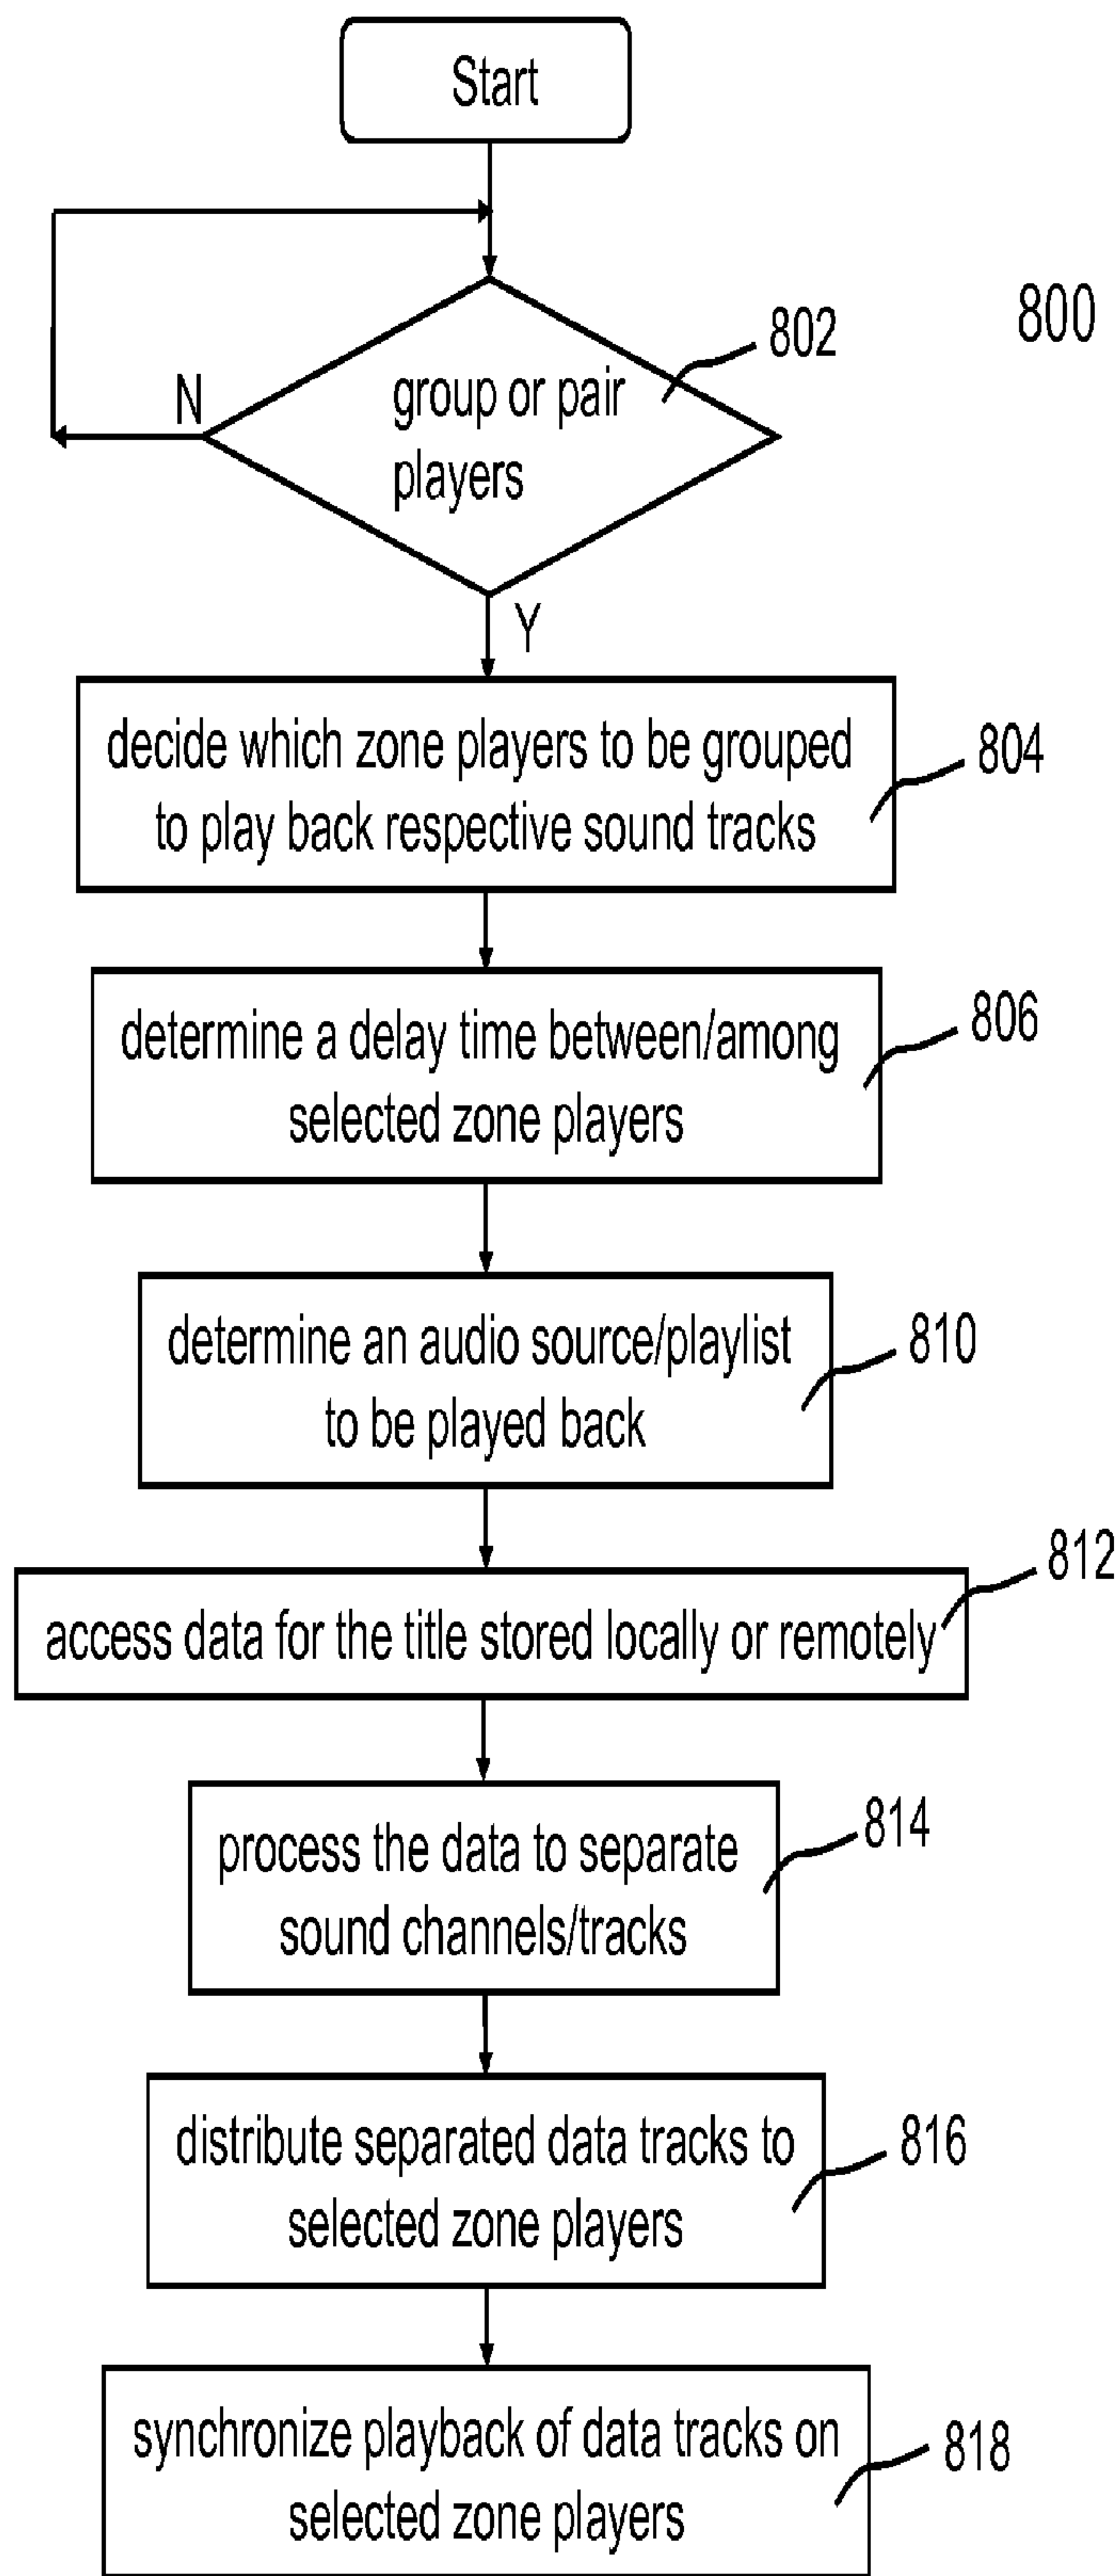 Start
800
802
group or pair
players
N
Y
decide which zone players to be grouped
to play back respective sound tracks
804
determine a delay time between/among
selected zone players
806
determine an audio source/playlist
to be played back
810
812
access data for the title stored locally or remotely
process the data to separate
sound channels/tracks
814
distribute separated data tracks to
selected zone players
816
synchronize playback of data tracks on
selected zone players
818